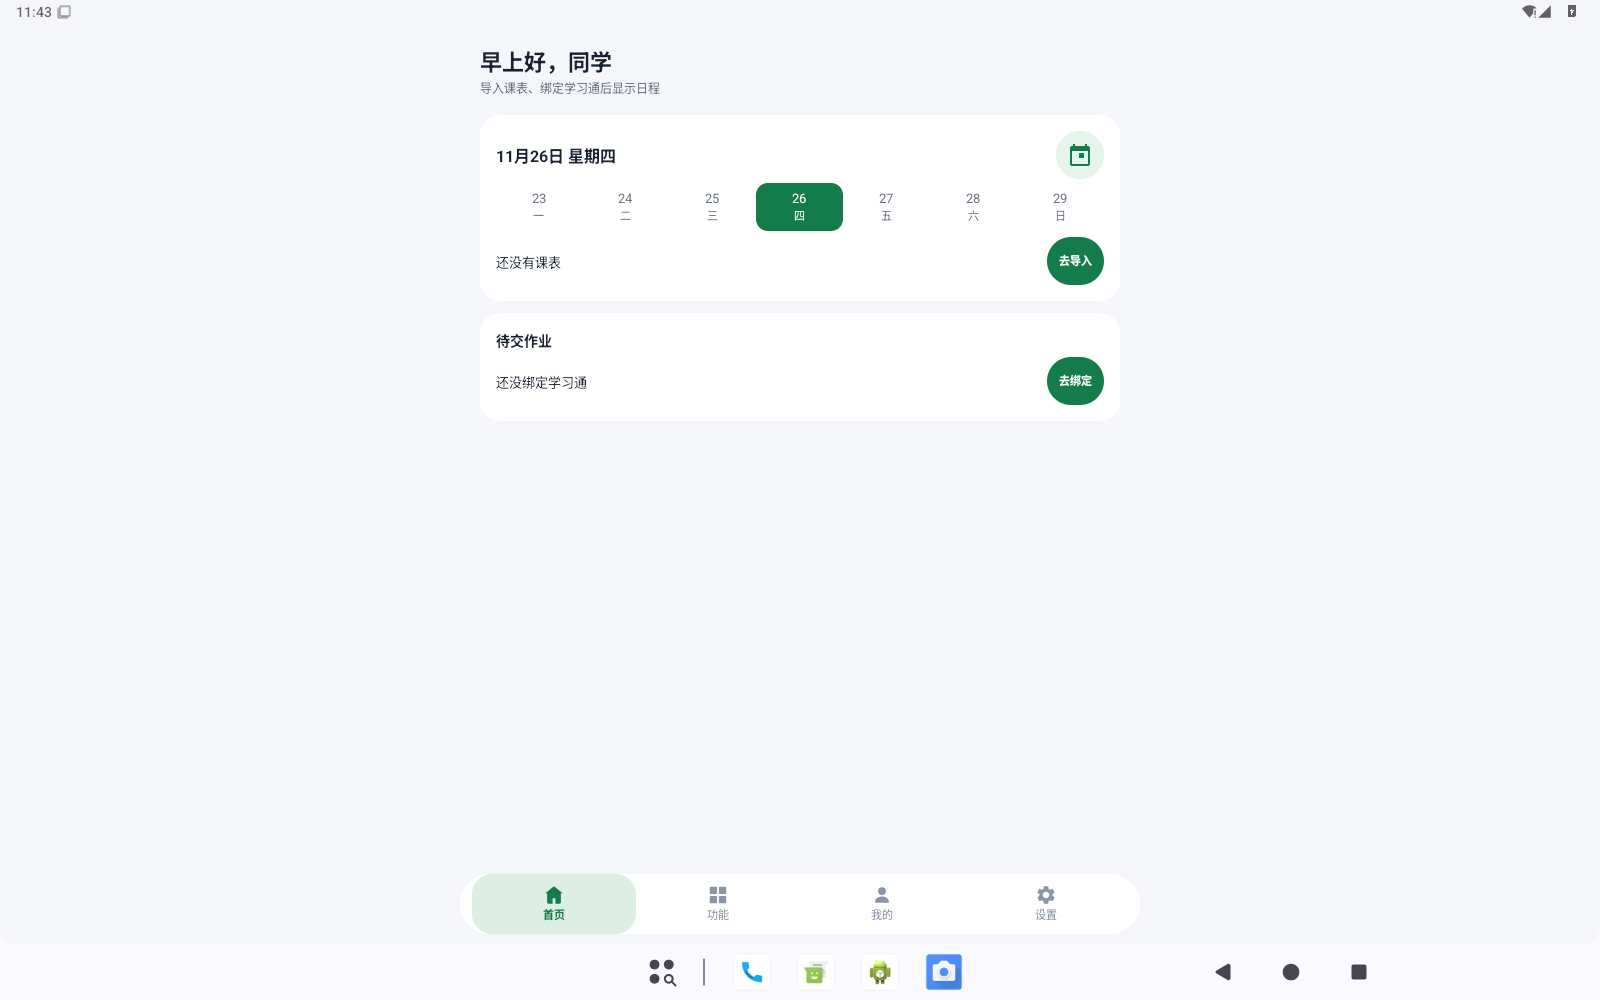 11:43
早上好，同学
导入课表、绑定学习通后显示日程
11月26日 星期四
23 24 25 26 27 28 29
一 二 三 四 五 六 日
还没有课表 去导入
待交作业
还没绑定学习通 去绑定
首页 功能 我的 设置